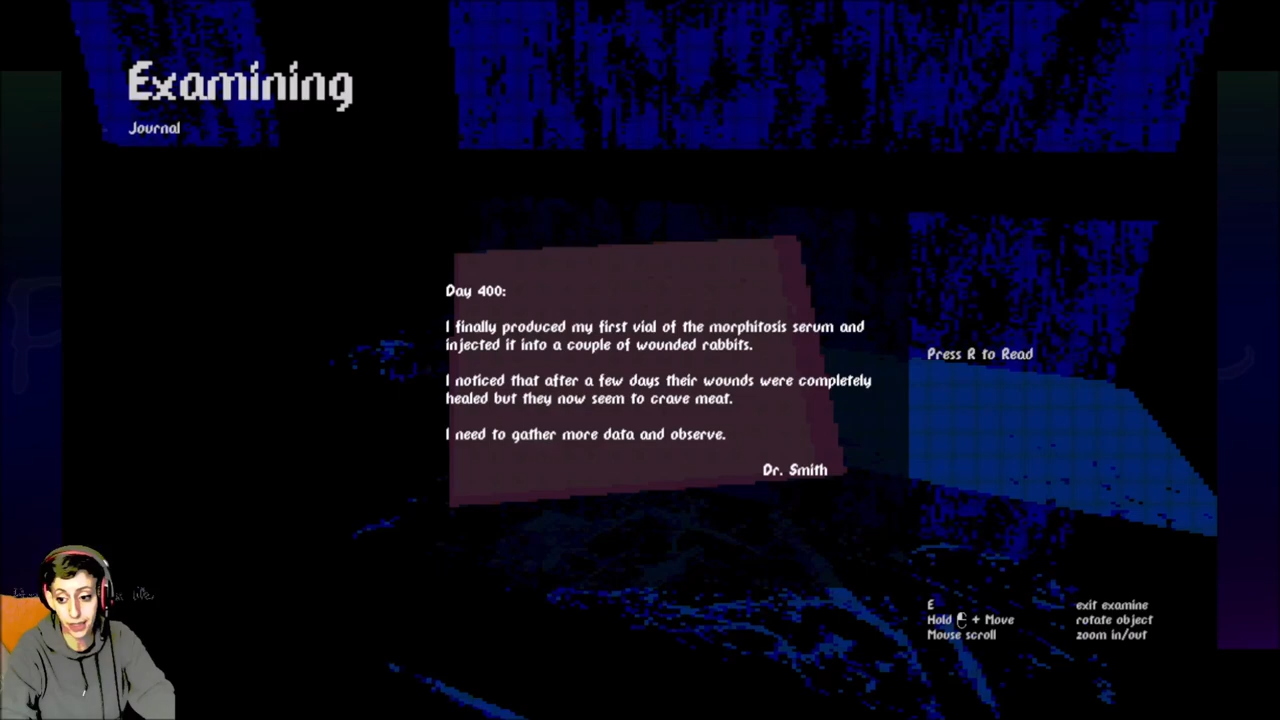 Examining
Journal
Day 400:
I finally produced my first vial of the morphitosis serum and
injected it into a couple of wounded rabbits.
I noticed that after a few days their wounds were completely
healed but they now seem to crave meat.
I need to gather more data and observe.
Dr. Smith
Press R to Read
E exit examine
Hold + Move rotate object
Mouse scroll zoom in/out